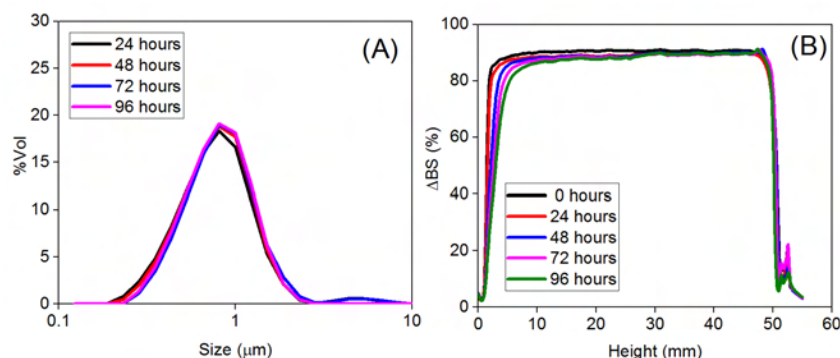 (A)
24 hours
48 hours
72 hours
96 hours
%Vol
30
25
20
15
10
5
0
0.1
1
10
Size (μm)
(B)
ΔBS (%)
100
80
60
40
20
0
0 hours
24 hours
48 hours
72 hours
96 hours
0
10
20
30
40
50
60
Height (mm)